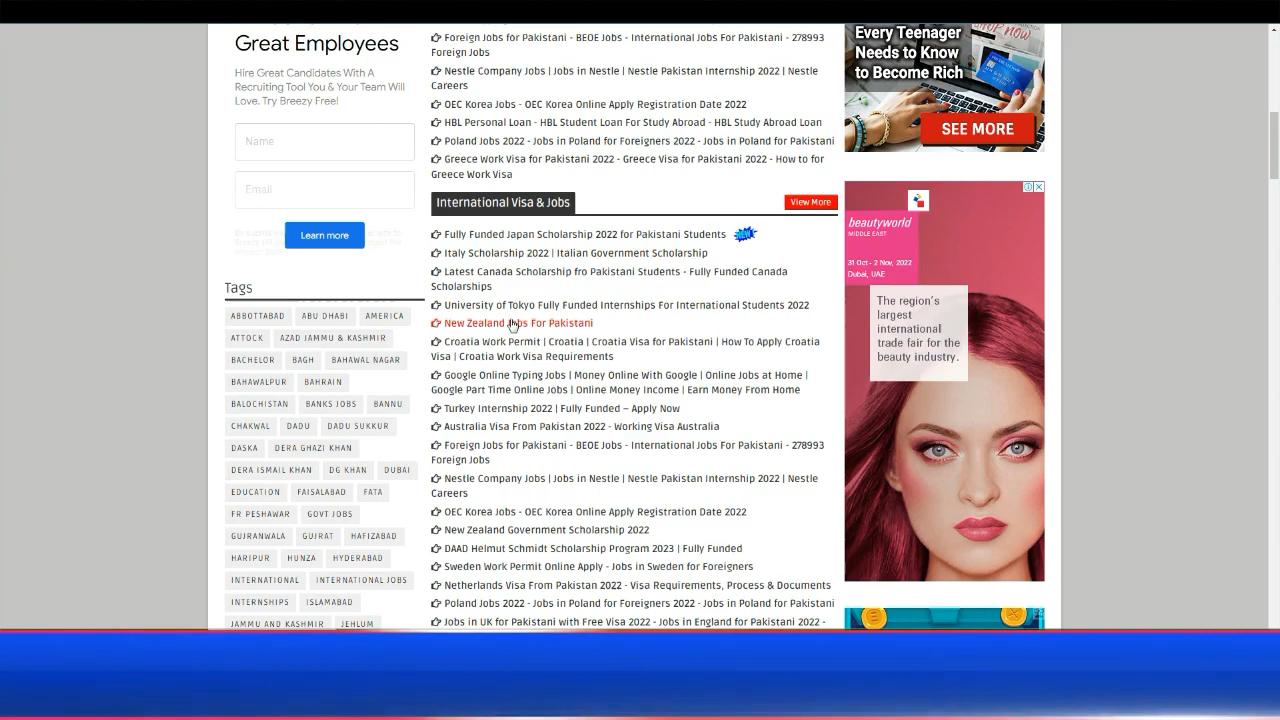 Great Employees
Hire Great Candidates With A
Recruiting Tool You & Your Team Will
Love. Try Breezy Free!
Name
Email
Learn more
Tags
ABBOTTABAD
ABU DHABI
AMERICA
ATTOCK
AZAD JAMMU & KASHMIR
BACHELOR
BAGH
BAHAWAL NAGAR
BAHAWALPUR
BAHRAIN
BALOCHISTAN
BANKS JOBS
BANNU
CHAKWAL
DADU
DADU SUKKUR
DASKA
DERA GHAZI KHAN
DERA ISMAIL KHAN
DG KHAN
DUBAI
EDUCATION
FAISALABAD
FATA
FR PESHAWAR
GOVT JOBS
GUJRANWALA
GUJRAT
HAFIZABAD
HARIPUR
HUNZA
HYDERABAD
INTERNATIONAL
INTERNATIONAL JOBS
INTERNSHIPS
ISLAMABAD
JAMMU AND KASHMIR
JEHLUM
Foreign Jobs for Pakistani - BEOE Jobs - International Jobs For Pakistani - 278993
Foreign Jobs
Nestle Company Jobs | Jobs in Nestle | Nestle Pakistan Internship 2022 | Nestle
Careers
OEC Korea Jobs - OEC Korea Online Apply Registration Date 2022
HBL Personal Loan - HBL Student Loan For Study Abroad - HBL Study Abroad Loan
Poland Jobs 2022 - Jobs in Poland for Foreigners 2022 - Jobs in Poland for Pakistani
Greece Work Visa for Pakistani 2022 - Greece Visa for Pakistani 2022 - How to for
Greece Work Visa
International Visa & Jobs
View More
Fully Funded Japan Scholarship 2022 for Pakistani Students
Italy Scholarship 2022 | Italian Government Scholarship
Latest Canada Scholarship fro Pakistani Students - Fully Funded Canada
Scholarships
University of Tokyo Fully Funded Internships For International Students 2022
New Zealand Jobs For Pakistani
Croatia Work Permit | Croatia | Croatia Visa for Pakistani | How To Apply Croatia
Visa | Croatia Work Visa Requirements
Google Online Typing Jobs | Money Online With Google | Online Jobs at Home |
Google Part Time Online Jobs | Online Money Income | Earn Money From Home
Turkey Internship 2022 | Fully Funded – Apply Now
Australia Visa From Pakistan 2022 - Working Visa Australia
Foreign Jobs for Pakistani - BEOE Jobs - International Jobs For Pakistani - 278993
Foreign Jobs
Nestle Company Jobs | Jobs in Nestle | Nestle Pakistan Internship 2022 | Nestle
Careers
OEC Korea Jobs - OEC Korea Online Apply Registration Date 2022
New Zealand Government Scholarship 2022
DAAD Helmut Schmidt Scholarship Program 2023 | Fully Funded
Sweden Work Permit Online Apply - Jobs in Sweden for Foreigners
Netherlands Visa From Pakistan 2022 - Visa Requirements, Process & Documents
Poland Jobs 2022 - Jobs in Poland for Foreigners 2022 - Jobs in Poland for Pakistani
Jobs in UK for Pakistani with Free Visa 2022 - Jobs in England for Pakistani 2022 -
Every Teenager
Needs to Know
to Become Rich
SEE MORE
beautyworld
MIDDLE EAST
31 Oct - 2 Nov, 2022
Dubai, UAE
The region's
largest
international
trade fair for the
beauty industry.